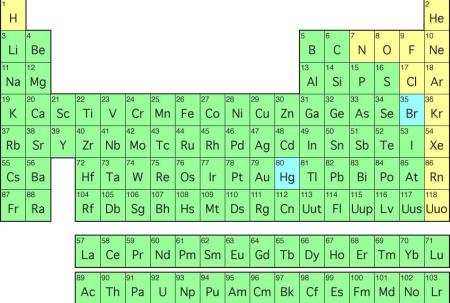 1 2
H He
3 4 5 6 7 8 9 10
Li Be B C N O F Ne
11 12 13 14 15 16 17 18
Na Mg Al Si P S Cl Ar
19 20 21 22 23 24 25 26 27 28 29 30 31 32 33 34 35 36
K Ca Sc Ti V Cr Mn Fe Co Ni Cu Zn Ga Ge As Se Br Kr
37 38 39 40 41 42 43 44 45 46 47 48 49 50 51 52 53 54
Rb Sr Y Zr Nb Mo Tc Ru Rh Pd Ag Cd In Sn Sb Te I Xe
55 56 72 73 74 75 76 77 78 79 80 81 82 83 84 85 86
Cs Ba Hf Ta W Re Os Ir Pt Au Hg Tl Pb Bi Po At Rn
87 88 104 105 106 107 108 109 110 111 112 113 114 115 116 117 118
Fr Ra Rf Db Sg Bh Hs Mt Ds Rg Cn Uut Fl Uup Lv Uus Uuo
57 58 59 60 61 62 63 64 65 66 67 68 69 70 71
La Ce Pr Nd Pm Sm Eu Gd Tb Dy Ho Er Tm Yb Lu
89 90 91 92 93 94 95 96 97 98 99 100 101 102 103
Ac Th Pa U Np Pu Am Cm Bk Cf Es Fm Md No Lr